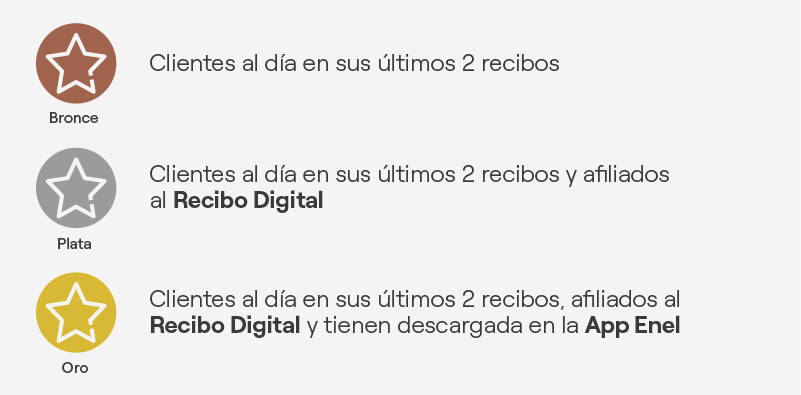 Clientes al día en sus últimos 2 recibos
Bronce
Clientes al día en sus últimos 2 recibos y afiliados
al Recibo Digital
Plata
Clientes al día en sus últimos 2 recibos, afiliados al
Recibo Digital y tienen descargada en la App Enel
Oro